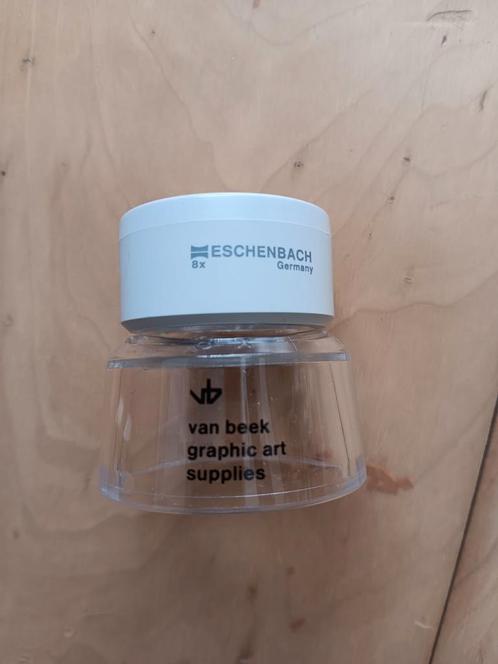 ESCHENBACH
8x Germany
vb
van beek
graphic art
supplies